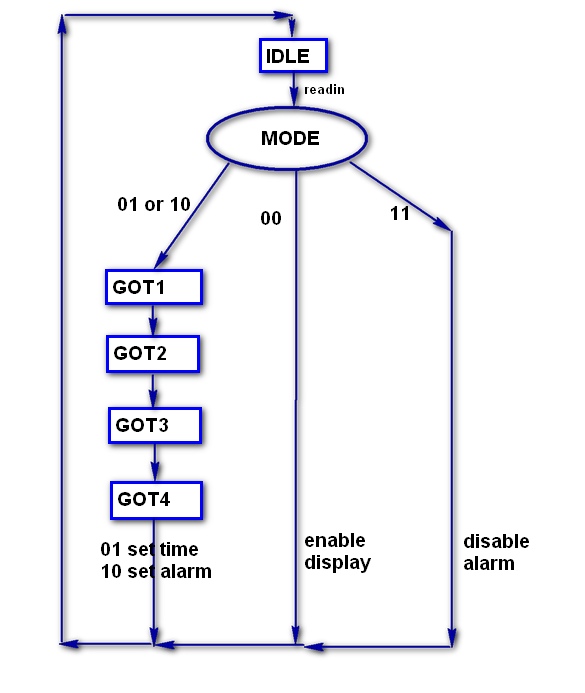 IDLE
readin
MODE
01 or 10
00
11
GOT1
GOT2
GOT3
GOT4
01 set time
10 set alarm
enable
display
disable
alarm